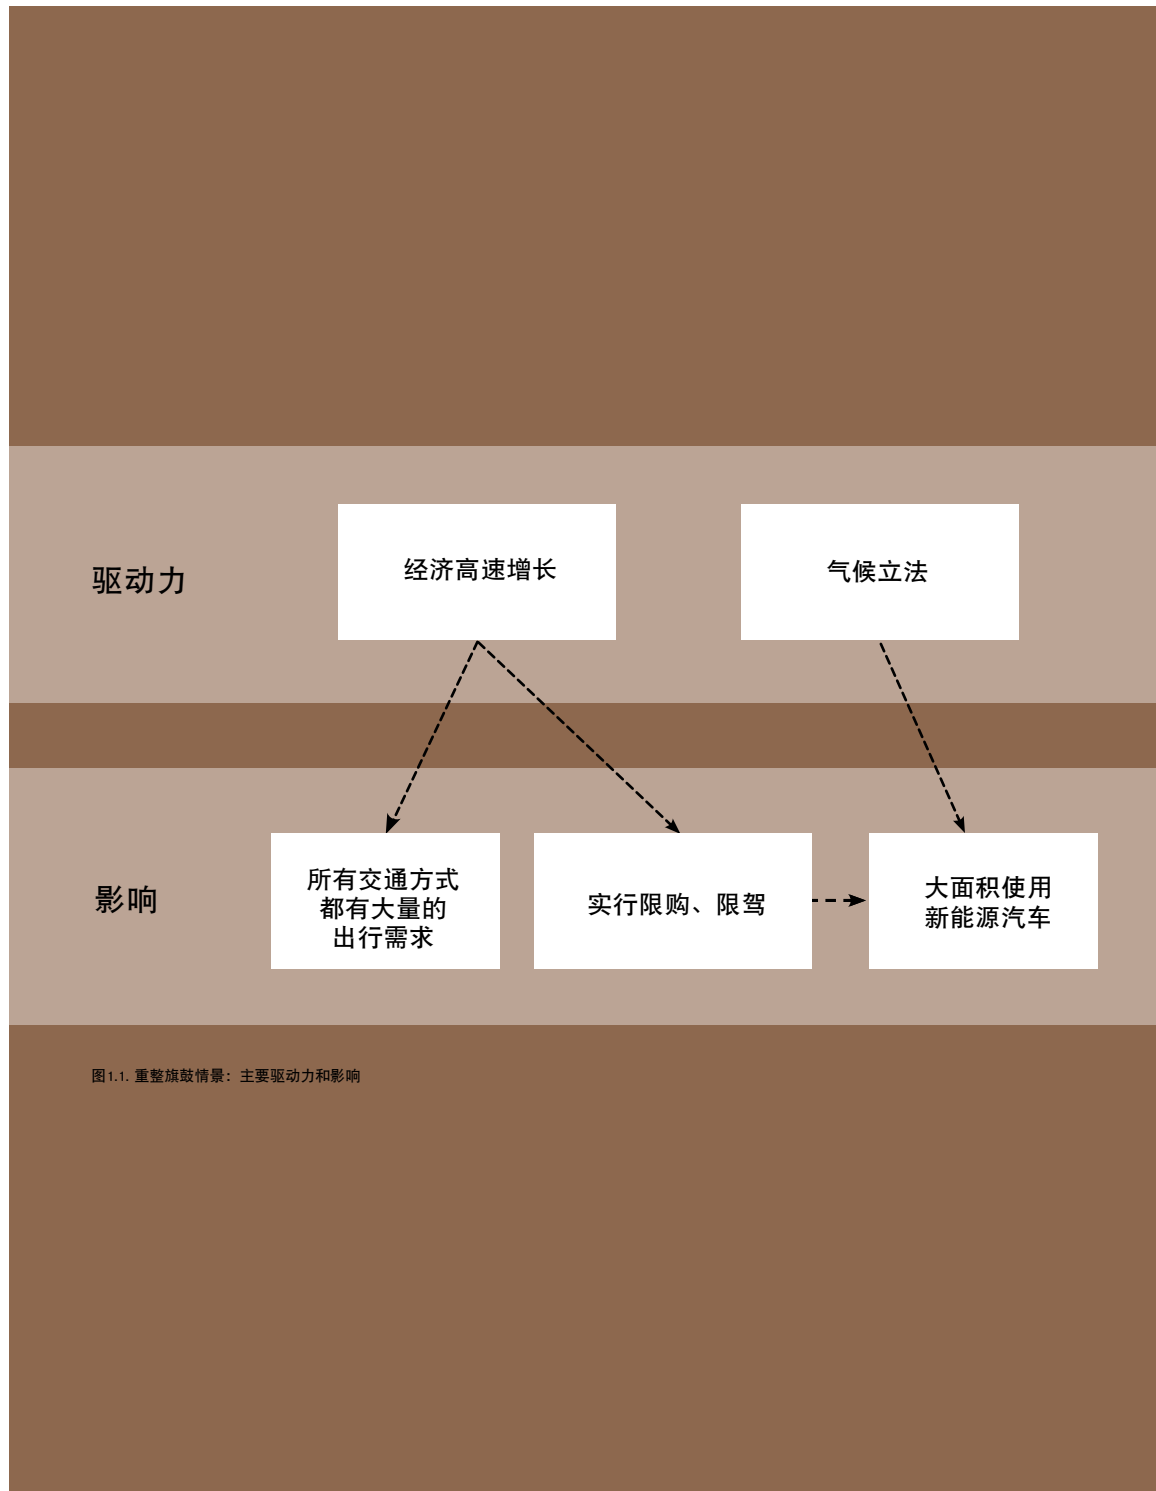 驱动力
经济高速增长
气候立法
影响
所有交通方式
都有大量的
出行需求
实行限购、限驾
大面积使用
新能源汽车
图1.1. 重整旗鼓情景：主要驱动力和影响